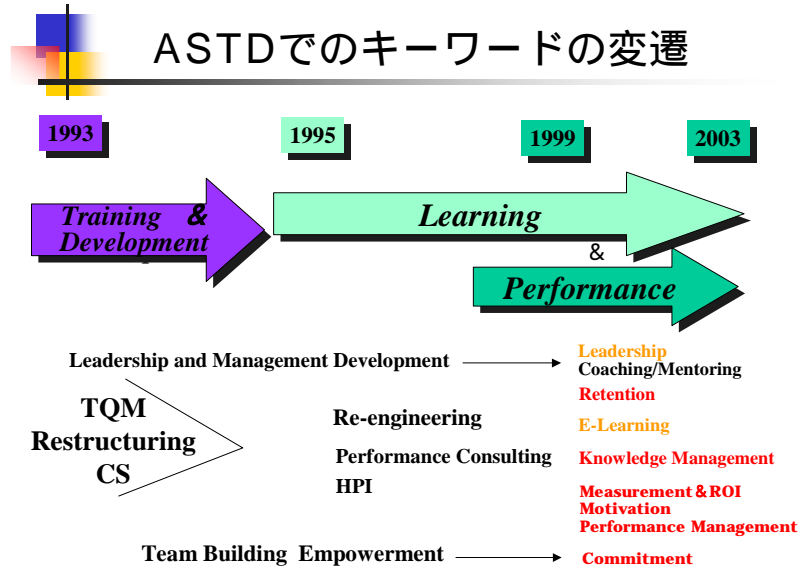 ASTDでのキーワードの変遷
1993
1995
1999
2003
Training &
Development
Learning
&
Performance
Leadership and Management Development
Leadership
Coaching/Mentoring
Retention
TQM
Restructuring
CS
Re-engineering
Performance Consulting
HPI
E-Learning
Knowledge Management
Measurement&ROI
Motivation
Performance Management
Team Building Empowerment
Commitment